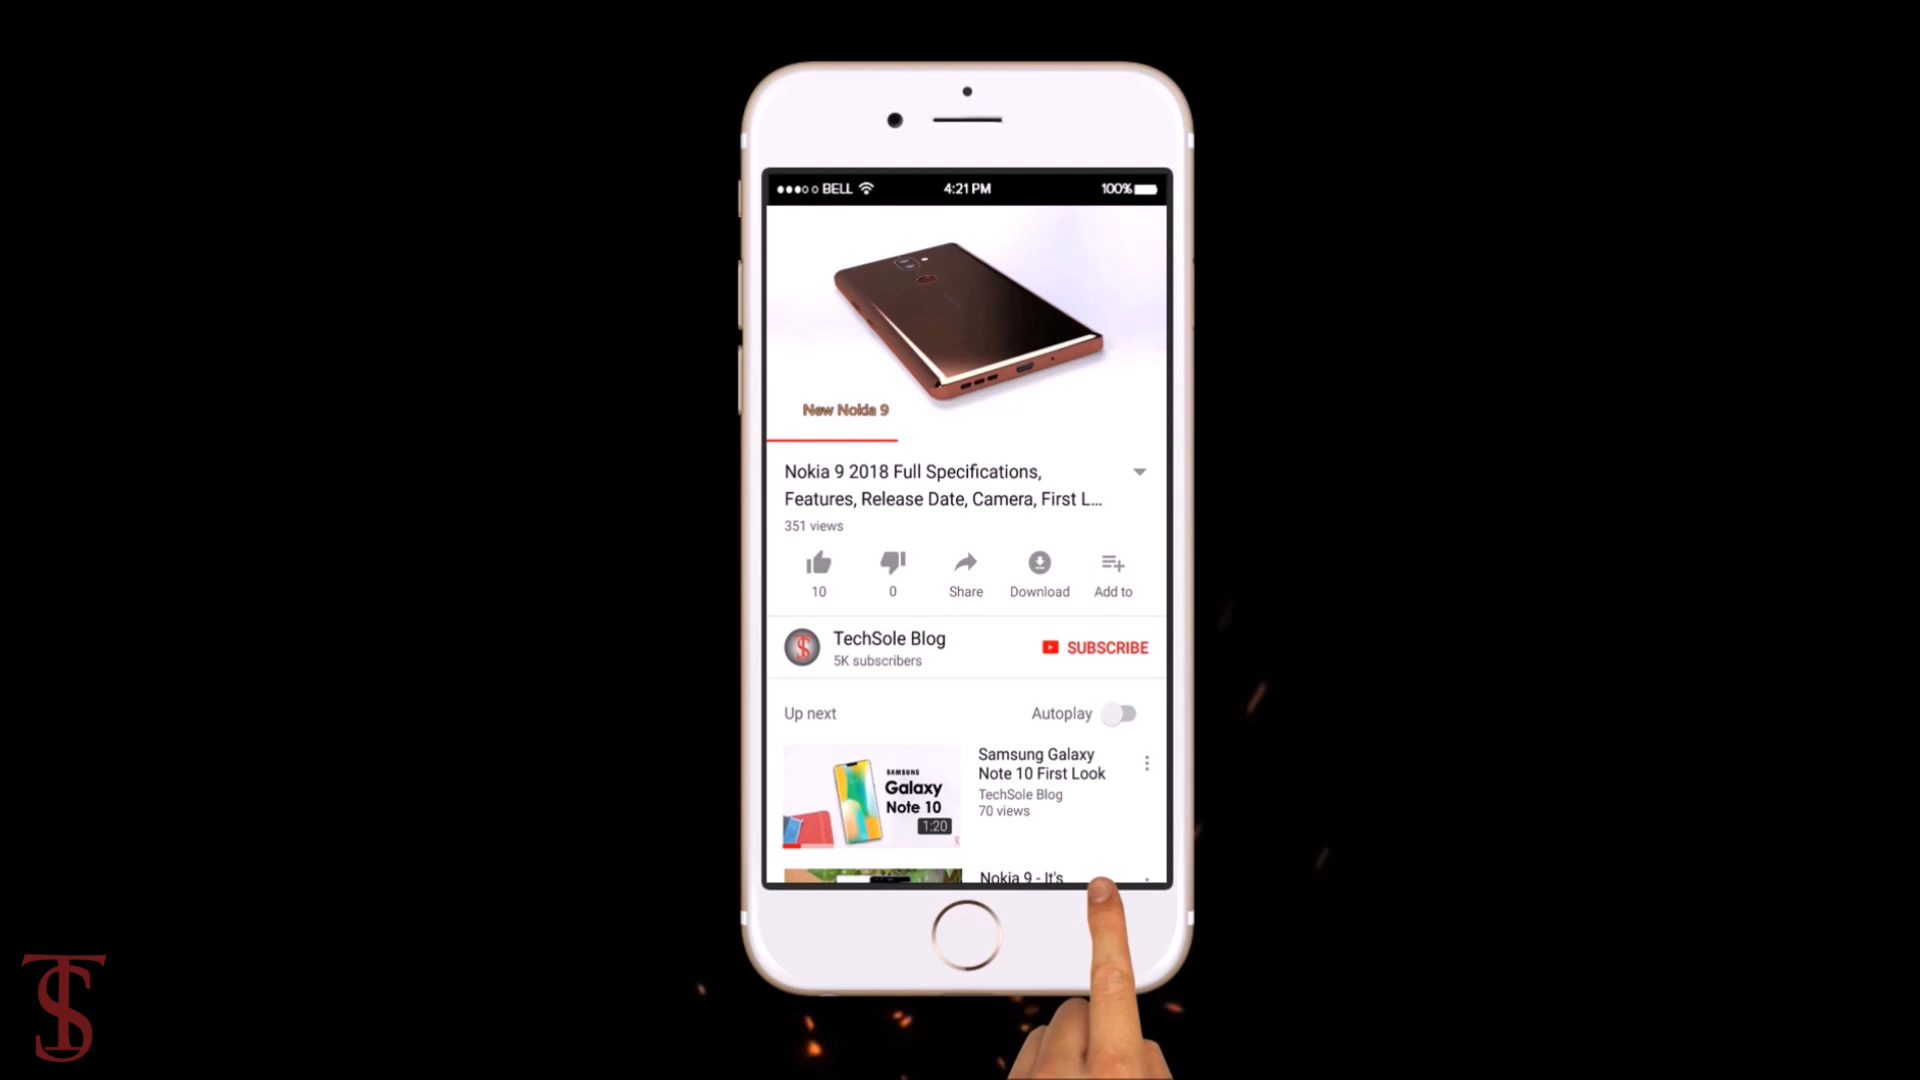 BELL
4:21 PM
100%
New Nokia 9
Nokia 9 2018 Full Specifications,
Features, Release Date, Camera, First L...
351 views
10
0
Share
Download
Add to
TechSole Blog
5K subscribers
SUBSCRIBE
Up next
Autoplay
SAMSUNG
Galaxy
Note 10
1:20
Samsung Galaxy
Note 10 First Look
TechSole Blog
70 views
Nokia 9 - It's
TS